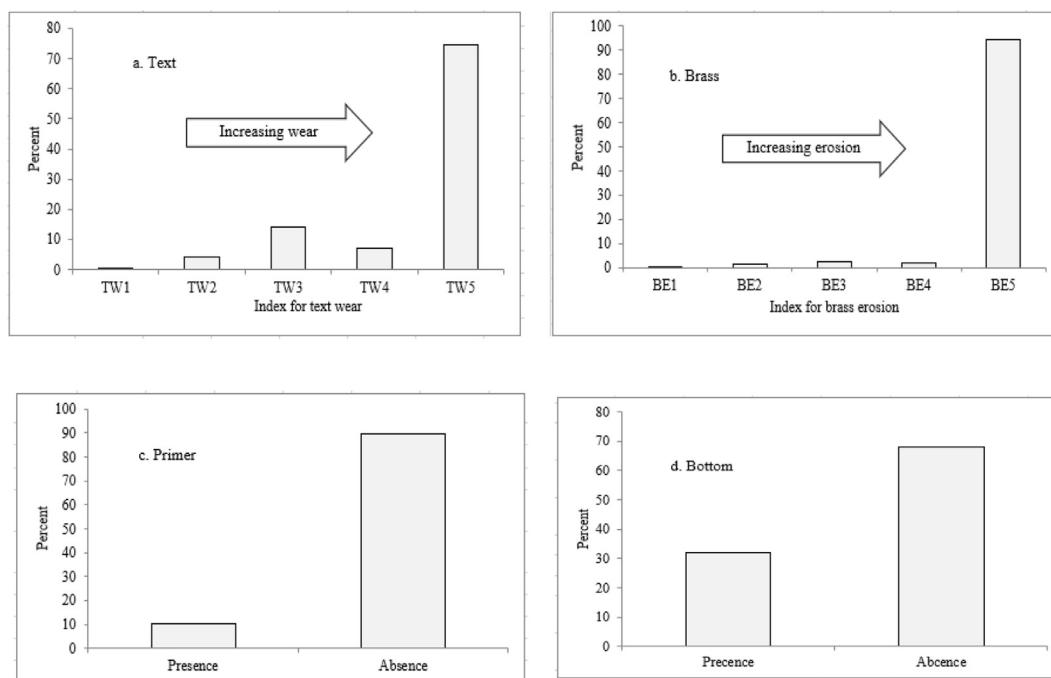 80
70
60
50
40
30
20
10
0
Percent
a. Text
Increasing wear
TW1 TW2 TW3 TW4 TW5
Index for text wear
100
90
80
70
60
50
40
30
20
10
0
Percent
b. Brass
Increasing erosion
BE1 BE2 BE3 BE4 BE5
Index for brass erosion
100
90
80
70
60
50
40
30
20
10
0
Percent
c. Primer
Presence Absence
80
70
60
50
40
30
20
10
0
Percent
d. Bottom
Precence Abcence